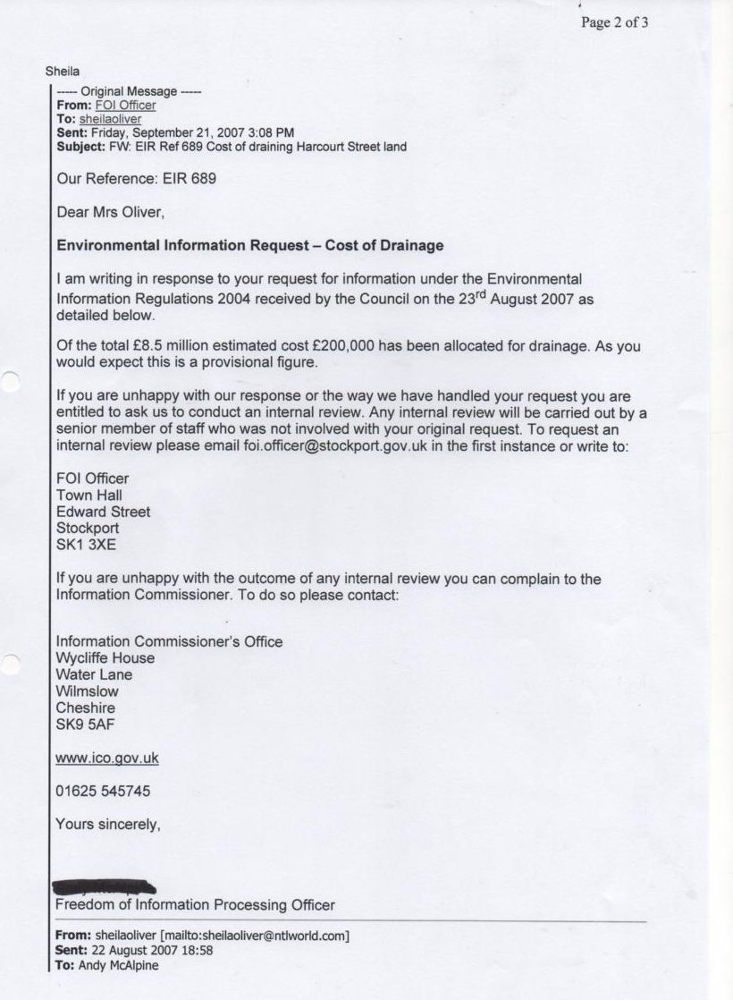 Page 2 of 3
Sheila
----- Original Message -----
From: FOI Officer
To: sheilaoliver
Sent: Friday, September 21, 2007 3:08 PM
Subject: FW: EIR Ref 689 Cost of draining Harcourt Street land
Our Reference: EIR 689
Dear Mrs Oliver,
Environmental Information Request – Cost of Drainage
I am writing in response to your request for information under the Environmental
Information Regulations 2004 received by the Council on the 23rd August 2007 as
detailed below.
Of the total £8.5 million estimated cost £200,000 has been allocated for drainage. As you
would expect this is a provisional figure.
If you are unhappy with our response or the way we have handled your request you are
entitled to ask us to conduct an internal review. Any internal review will be carried out by a
senior member of staff who was not involved with your original request. To request an
internal review please email foi.officer@stockport.gov.uk in the first instance or write to:
FOI Officer
Town Hall
Edward Street
Stockport
SK1 3XE
If you are unhappy with the outcome of any internal review you can complain to the
Information Commissioner. To do so please contact:
Information Commissioner's Office
Wycliffe House
Water Lane
Wilmslow
Cheshire
SK9 5AF
www.ico.gov.uk
01625 545745
Yours sincerely,
Freedom of Information Processing Officer
From: sheilaoliver [mailto:sheilaoliver@ntlworld.com]
Sent: 22 August 2007 18:58
To: Andy McAlpine